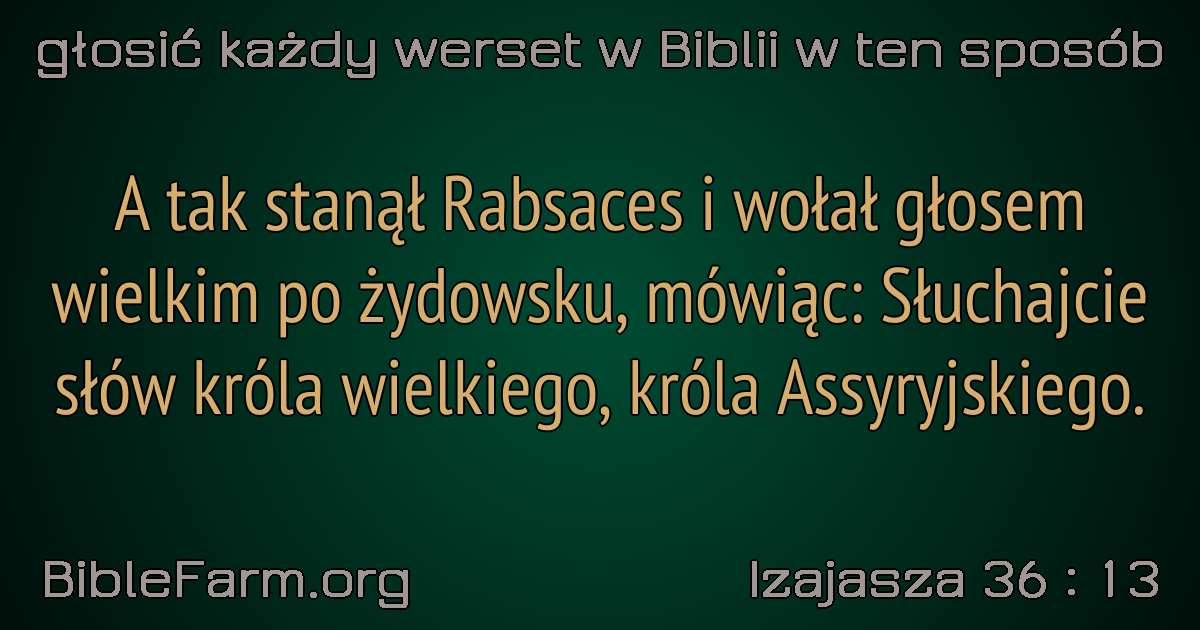 głosić każdy werset w Biblii w ten sposób
A tak stanął Rabsaces i wołał głosem
wielkim po żydowsku, mówiąc: Słuchajcie
słów króla wielkiego, króla Assyryjskiego.
BibleFarm.org
Izajasza 36 : 13